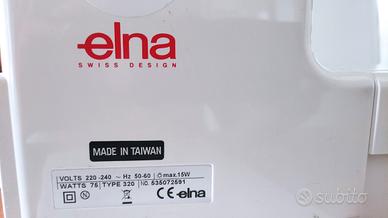 elna
SWISS DESIGN
MADE IN TAIWAN
VOLTS 220-240 ~ Hz 50-60 max.15W
WATTS 75 TYPE 320 NO. 535072591
CE elna
subito